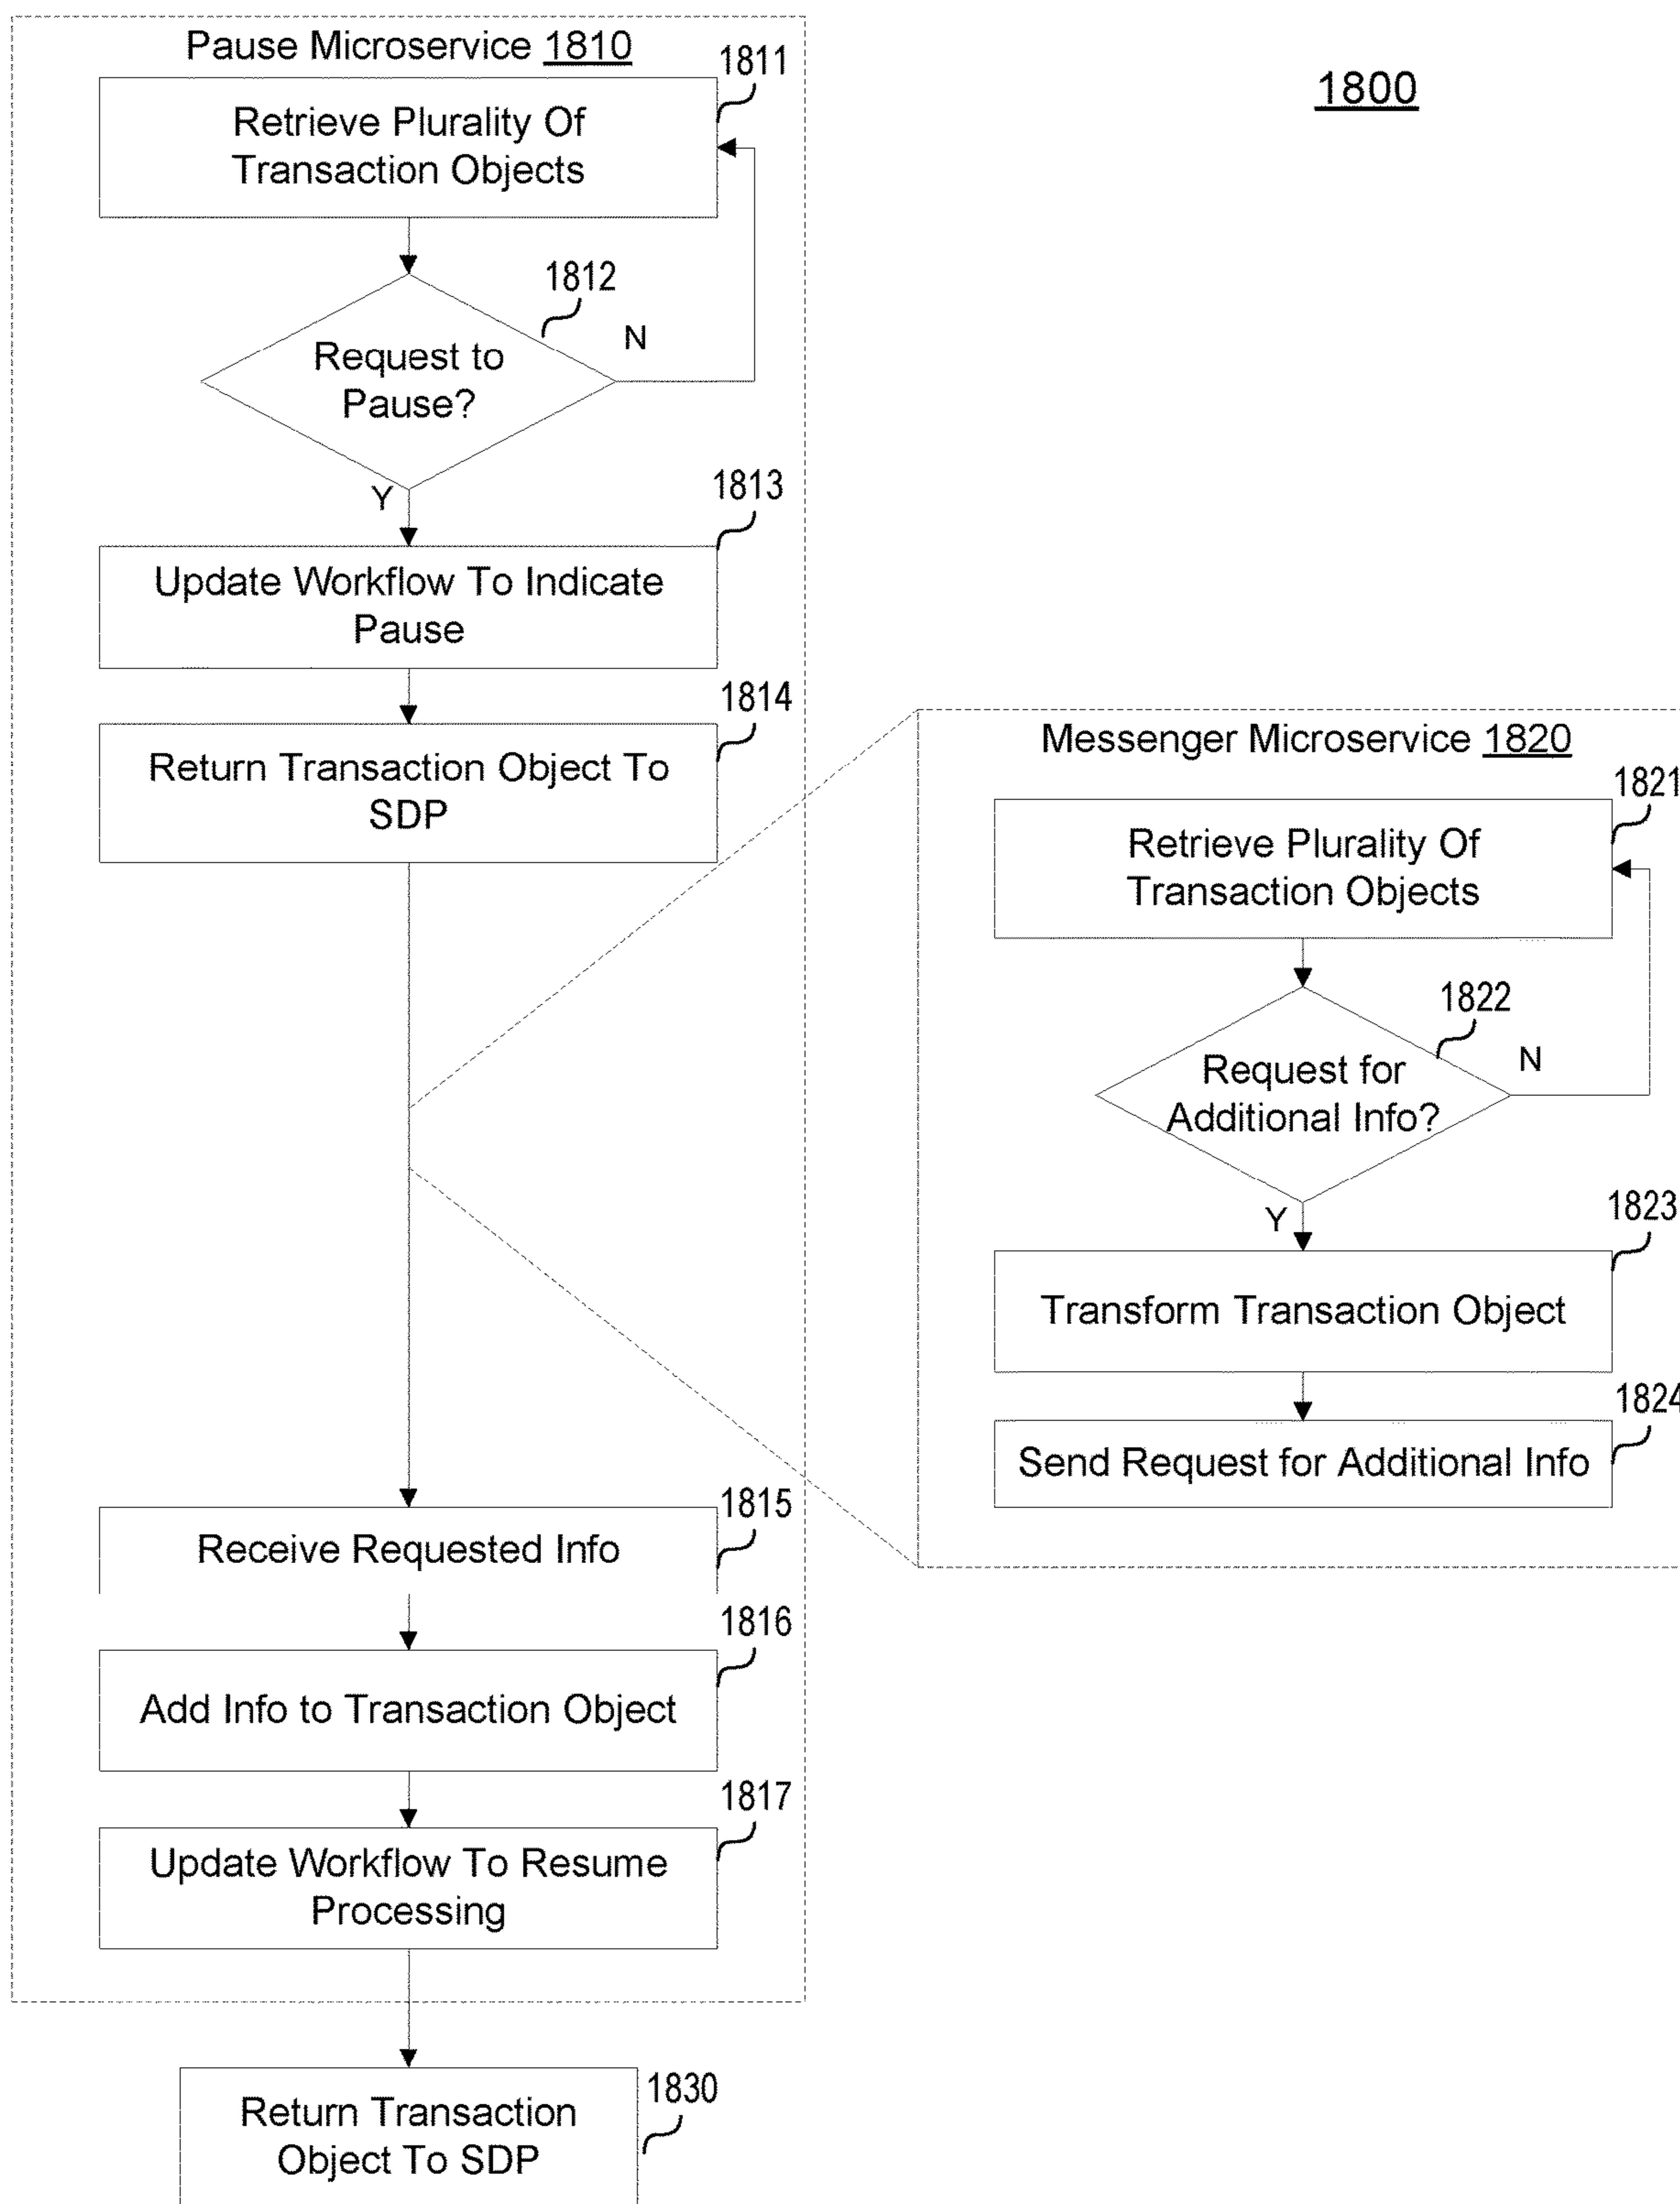 Pause Microservice 1810
1811
1800
Retrieve Plurality Of
Transaction Objects
1812
N
Request to
Pause?
Y
1813
Update Workflow To Indicate
Pause
1814
Return Transaction Object To
SDP
Messenger Microservice 1820
1821
Retrieve Plurality Of
Transaction Objects
1822
N
Request for
Additional Info?
Y
1823
Transform Transaction Object
1824
Send Request for Additional Info
1815
Receive Requested Info
1816
Add Info to Transaction Object
1817
Update Workflow To Resume
Processing
1830
Return Transaction
Object To SDP